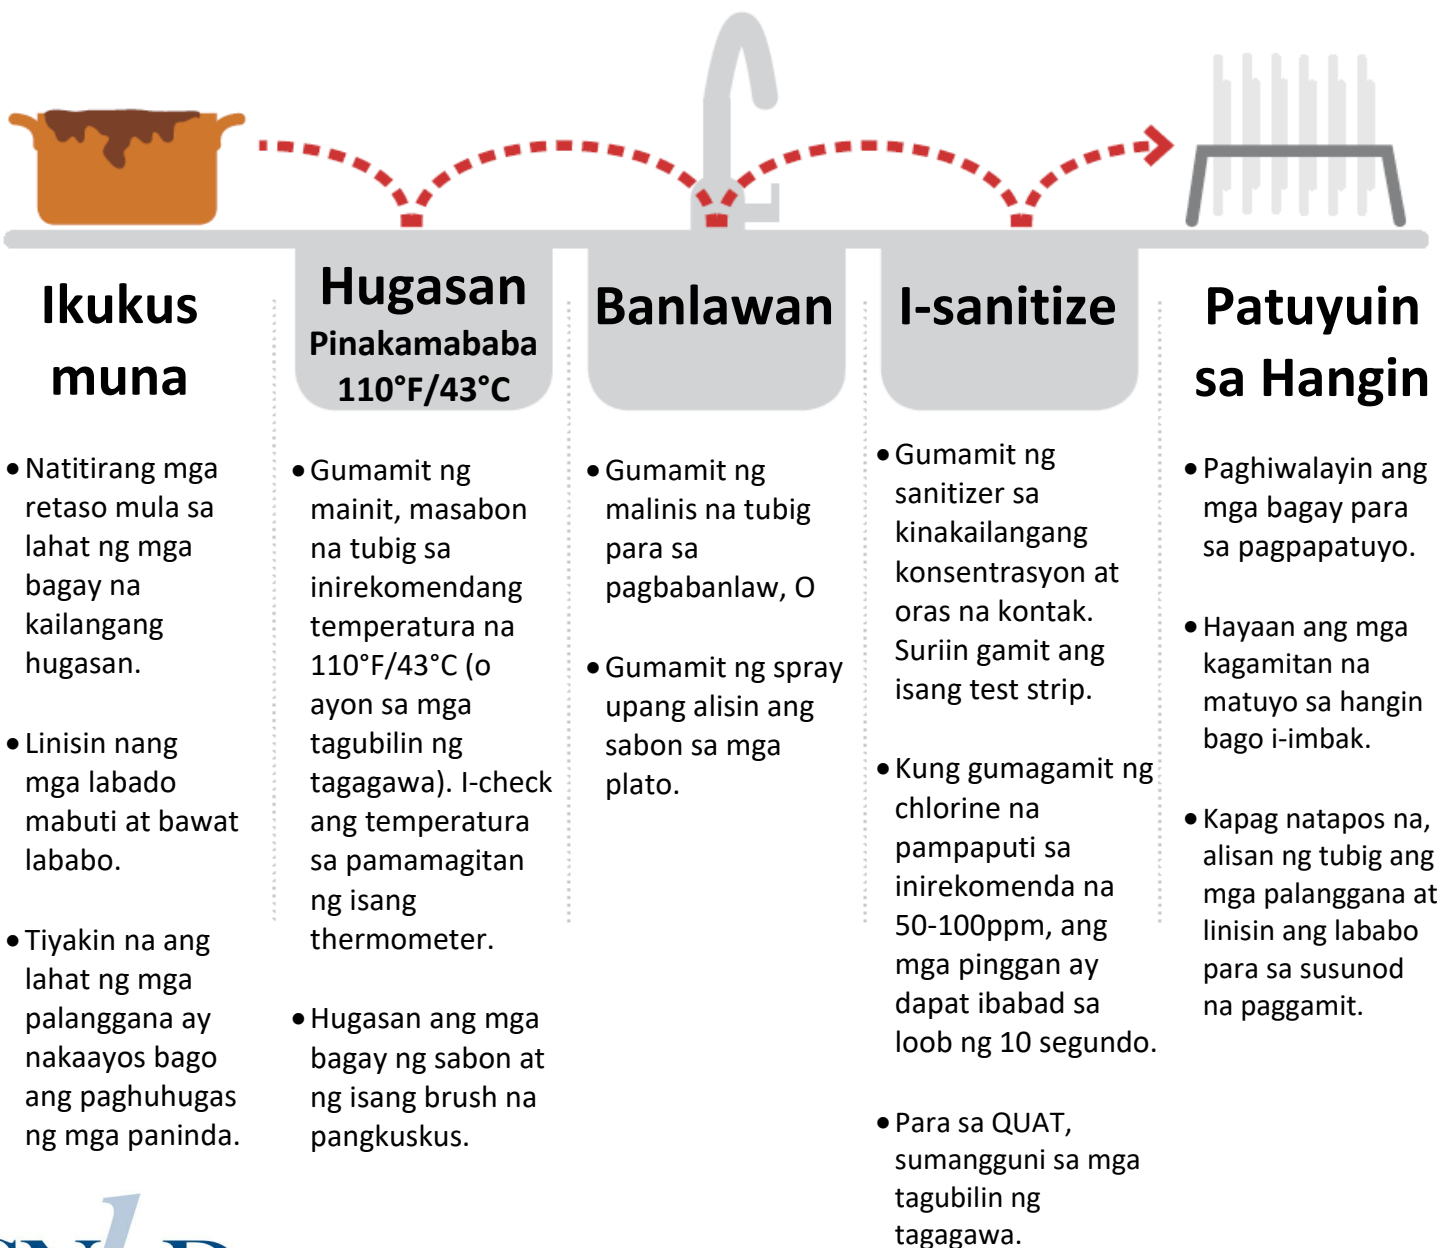 Ikukus
muna
• Natitirang mga
retaso mula sa
lahat ng mga
bagay na
kailangang
hugasan.
• Linisin nang
mga labado
mabuti at bawat
lababo.
• Tiyakin na ang
lahat ng mga
palanggana ay
nakaayos bago
ang paghuhugas
ng mga paninda.
Hugasan
Pinakamababa
110°F/43°C
• Gumamit ng
mainit, masabon
na tubig sa
inirekomendang
temperatura na
110°F/43°C (o
ayon sa mga
tagubilin ng
tagagawa). I-check
ang temperatura
sa pamamagitan
ng isang
thermometer.
• Hugasan ang mga
bagay ng sabon at
ng isang brush na
pangkuskus.
Banlawan
• Gumamit ng
malinis na tubig
para sa
pagbabanlaw, O
• Gumamit ng spray
upang alisin ang
sabon sa mga
plato.
I-sanitize
• Gumamit ng
sanitizer sa
kinakailangang
konsentrasyon at
oras na kontak.
Suriin gamit ang
isang test strip.
• Kung gumagamit ng
chlorine na
pampaputi sa
inirekomenda na
50-100ppm, ang
mga pinggan ay
dapat ibabad sa
loob ng 10 segundo.
• Para sa QUAT,
sumangguni sa mga
tagubilin ng
tagagawa.
Patuyuin
sa Hangin
• Paghiwalayin ang
mga bagay para
sa pagpapatuyo.
• Hayaan ang mga
kagamitan na
matuyo sa hangin
bago i-imbak.
• Kapag natapos na,
alisan ng tubig ang
mga palanggana at
linisin ang lababo
para sa susunod
na paggamit.